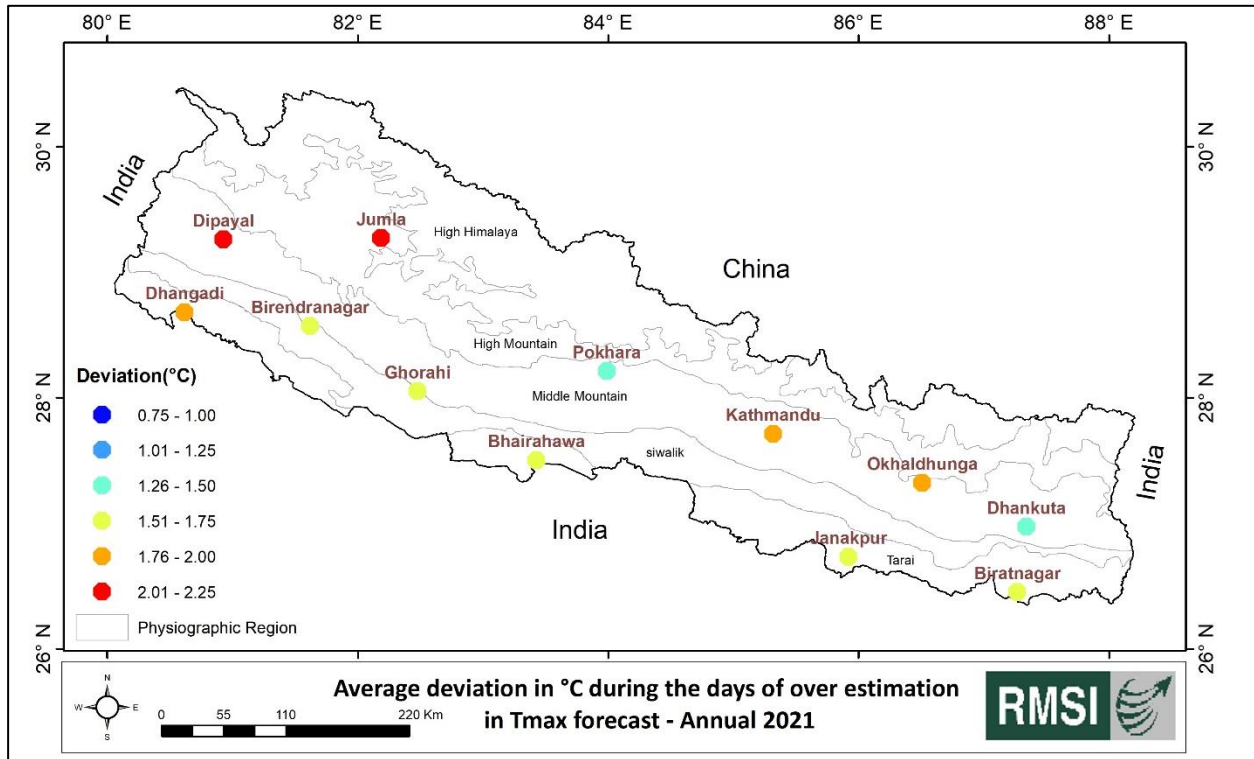 80° E
82° E
84° E
86° E
88° E
30° N
30° N
28° N
28° N
26° N
26° N
India
China
India
India
Dipayal
Jumla
High Himalaya
Dhangadi
Birendranagar
High Mountain
Pokhara
Ghorahi
Middle Mountain
Kathmandu
Bhairahawa
siwalik
Okhaldhunga
Dhankuta
Janakpur
Tarai
Biratnagar
Deviation(°C)
0.75 - 1.00
1.01 - 1.25
1.26 - 1.50
1.51 - 1.75
1.76 - 2.00
2.01 - 2.25
Physiographic Region
N
W
E
S
0 55 110 220 Km
Average deviation in °C during the days of over estimation
in Tmax forecast - Annual 2021
RMSI